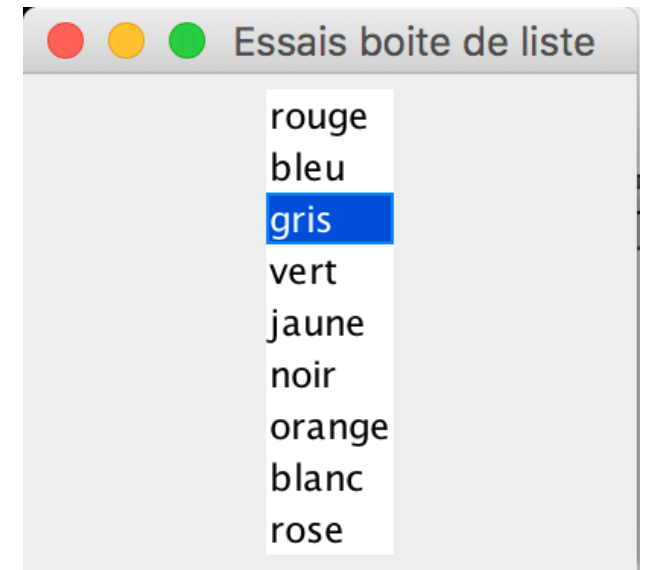 Essais boite de liste
rouge
bleu
gris
vert
jaune
noir
orange
blanc
rose